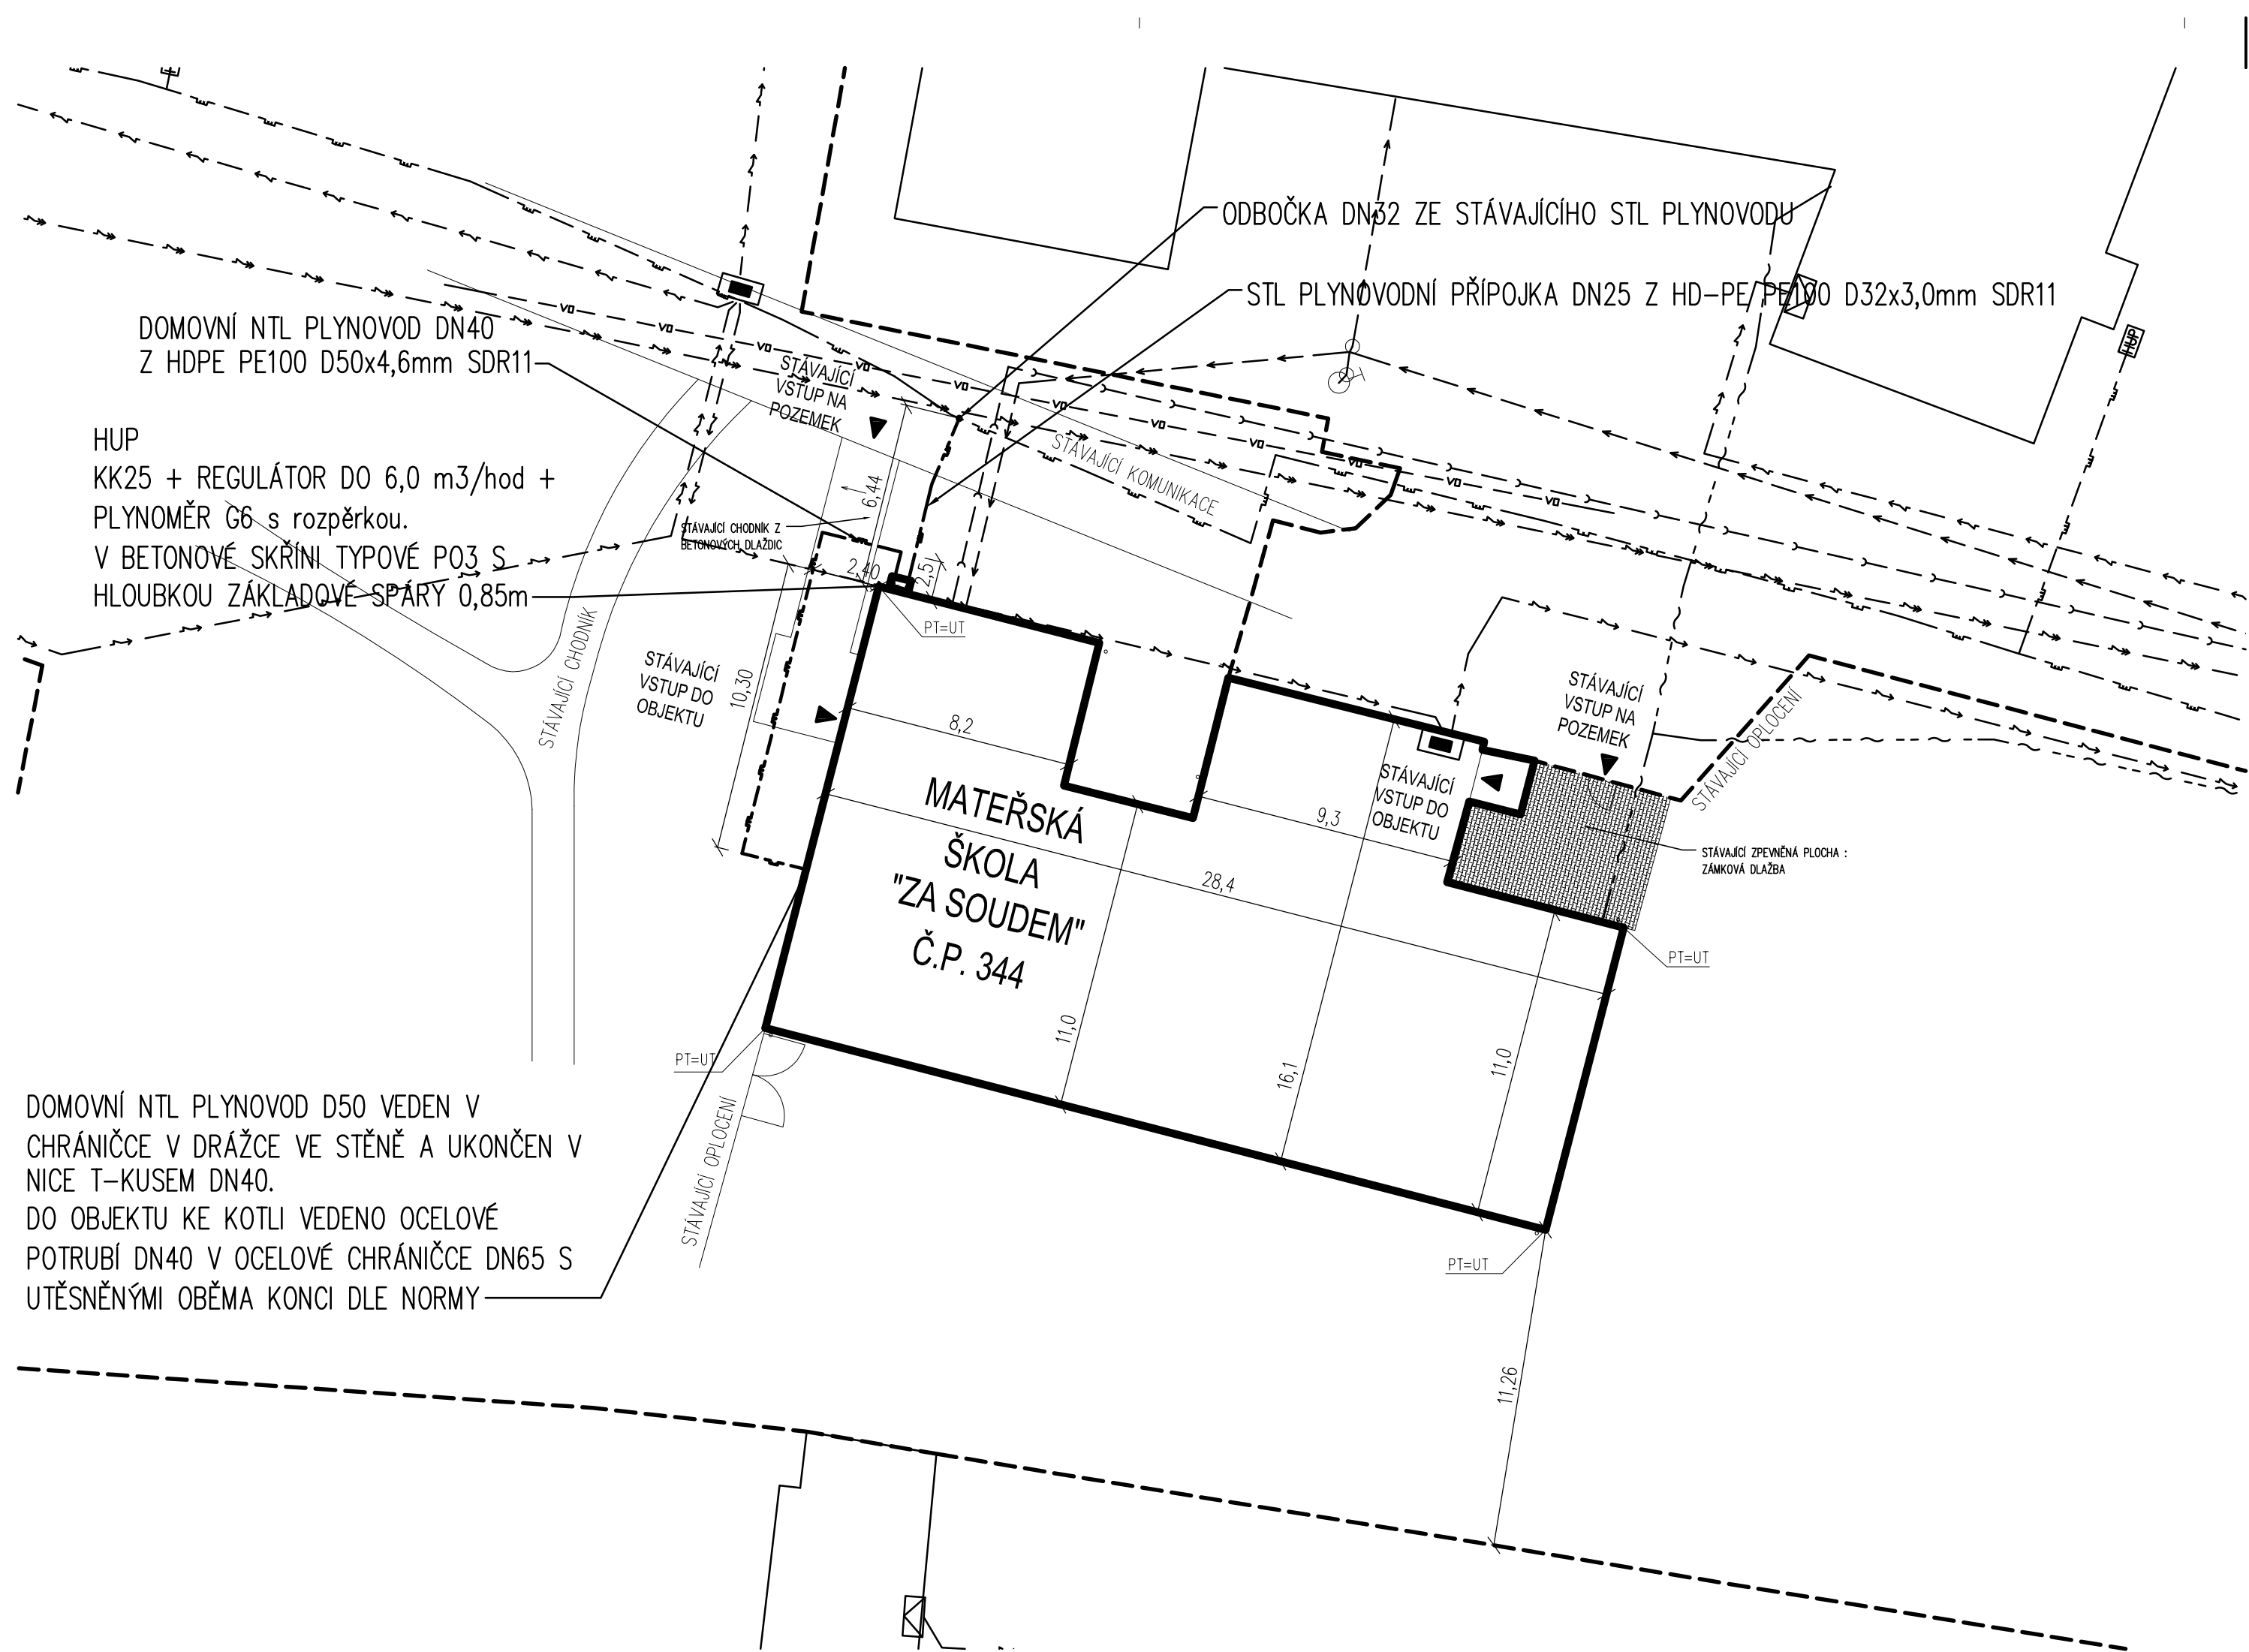 ODBOČKA DN32 ZE STÁVAJÍCÍHO STL PLYNOVODU
STL PLYNOVODNÍ PŘÍPOJKA DN25 Z HD-PE PE100 D32x3,0mm SDR11
DOMOVNÍ NTL PLYNOVOD DN40
Z HDPE PE100 D50x4,6mm SDR11
HUP
KK25 + REGULÁTOR DO 6,0 m3/hod +
PLYNOMĚR G6 s rozpěrkou.
V BETONOVÉ SKŘÍNI TYPOVÉ PO3 S
HLOUBKOU ZÁKLADOVÉ SPÁRY 0,85m
STÁVAJÍCÍ
VSTUP NA
POZEMEK
HUP
STÁVAJÍCÍ KOMUNIKACE
6,44
STÁVAJÍCÍ CHODNÍK Z
BETONOVÝCH DLAŽDIC
2,40
2,5
PT=UT
STÁVAJÍCÍ CHODNÍK
STÁVAJÍCÍ
VSTUP DO
OBJEKTU
10,30
8,2
STÁVAJÍCÍ
VSTUP NA
POZEMEK
STÁVAJÍCÍ OPLOCENÍ
STÁVAJÍCÍ
VSTUP DO
OBJEKTU
9,3
MATEŘSKÁ
ŠKOLA
"ZA SOUDEM"
Č.P. 344
28,4
STÁVAJÍCÍ ZPEVNĚNÁ PLOCHA :
ZÁMKOVÁ DLAŽBA
PT=UT
11,0
16,1
11,0
PT=UT
STÁVAJÍCÍ OPLOCENÍ
PT=UT
DOMOVNÍ NTL PLYNOVOD D50 VEDEN V
CHRÁNIČCE V DRÁŽCE VE STĚNĚ A UKONČEN V
NICE T-KUSEM DN40.
DO OBJEKTU KE KOTLI VEDENO OCELOVÉ
POTRUBÍ DN40 V OCELOVÉ CHRÁNIČCE DN65 S
UTĚSNĚNÝMI OBĚMA KONCI DLE NORMY
11,26